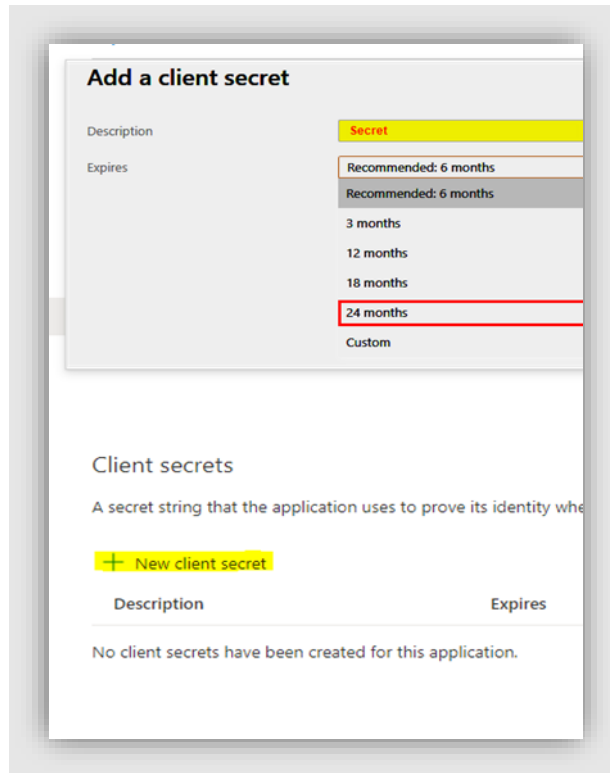 Add a client secret
Description
Secret
Expires
Recommended: 6 months
Recommended: 6 months
3 months
12 months
18 months
24 months
Custom
Client secrets
A secret string that the application uses to prove its identity whe
+ New client secret
Description Expires
No client secrets have been created for this application.